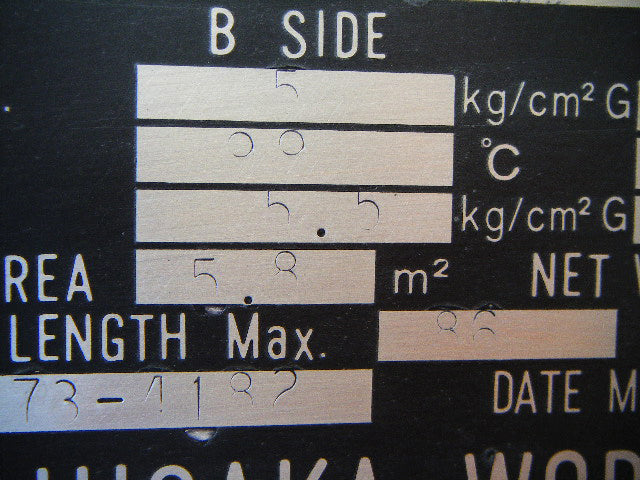 B SIDE
5 kg/cm² G
°C
5.5 kg/cm² G
REA 5.8 m² NET
LENGTH Max.
73-4182
DATE M